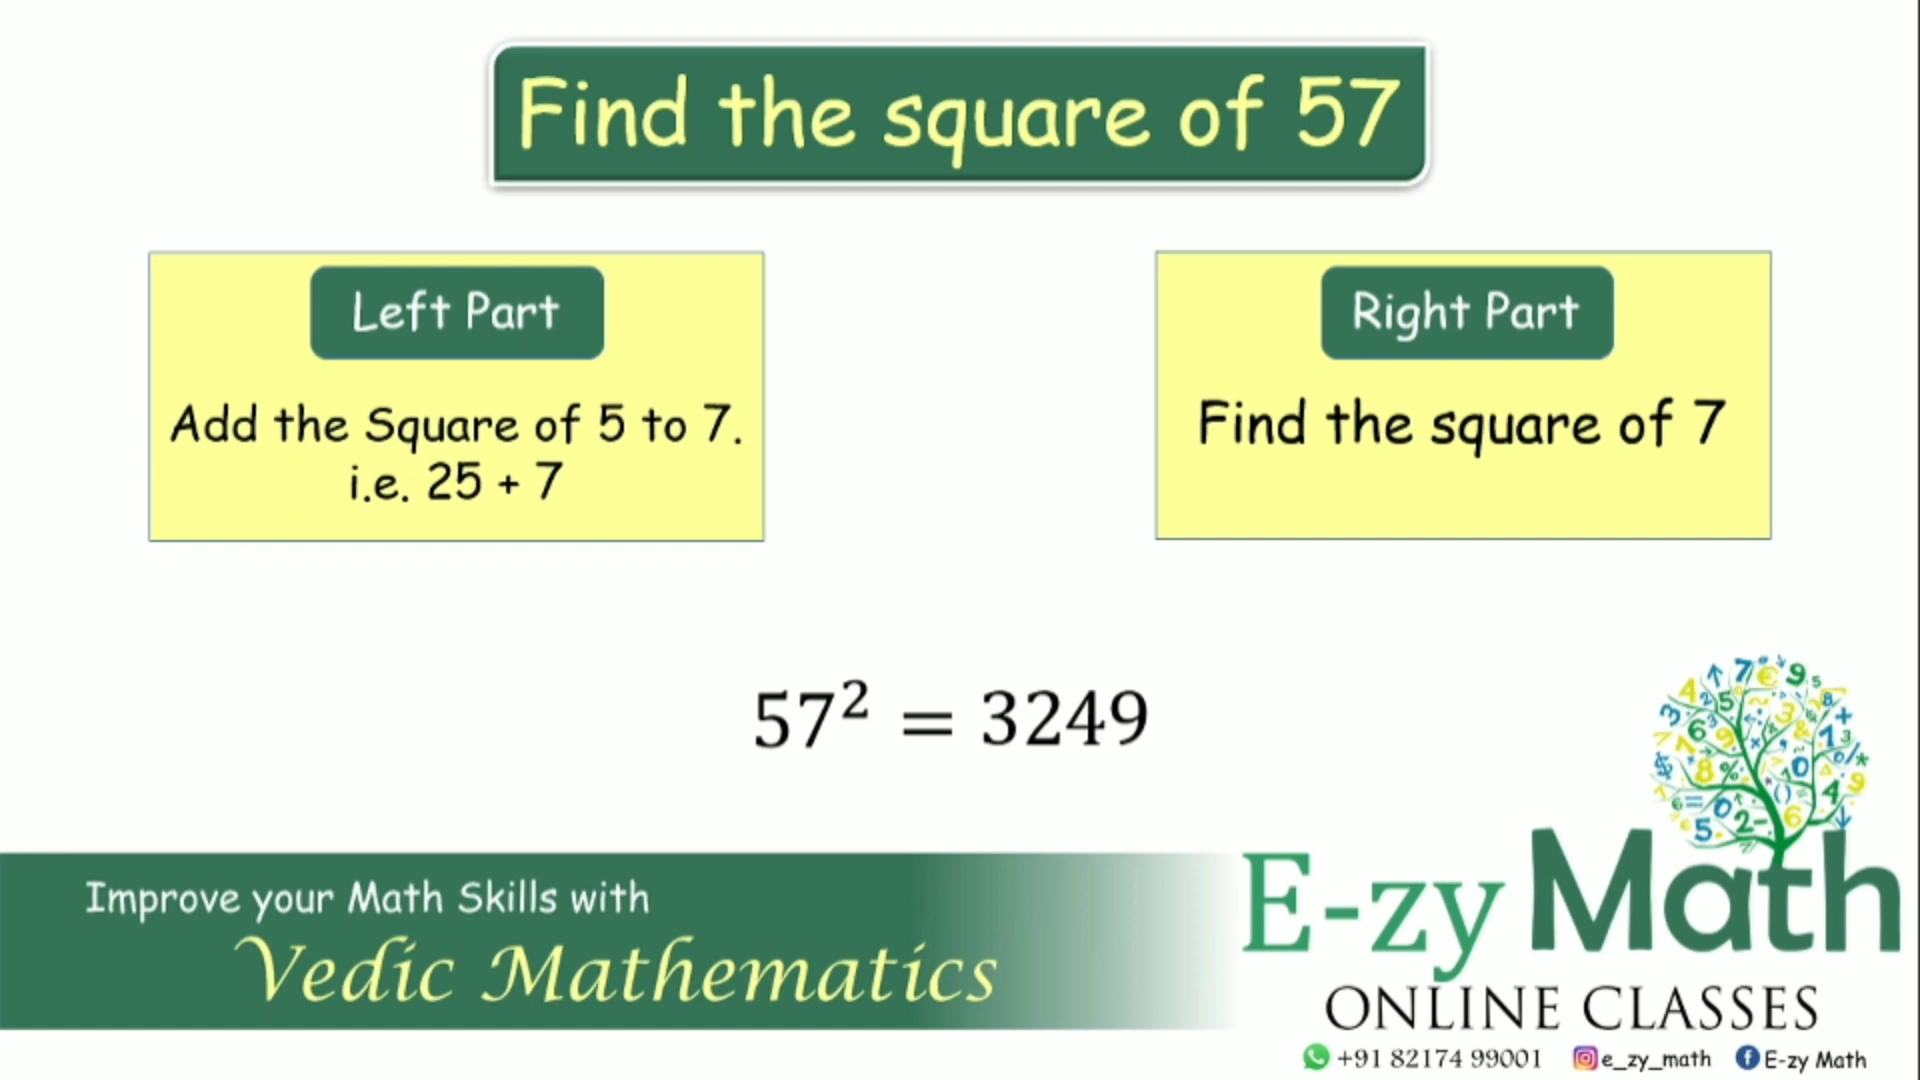 Find the square of 57
Left Part
Add the Square of 5 to 7.
i.e. 25 + 7
Right Part
Find the square of 7
57² = 3249
Improve your Math Skills with
Vedic Mathematics
E-zy Math
ONLINE CLASSES
+91 82174 99001 e_zy_math E-zy Math